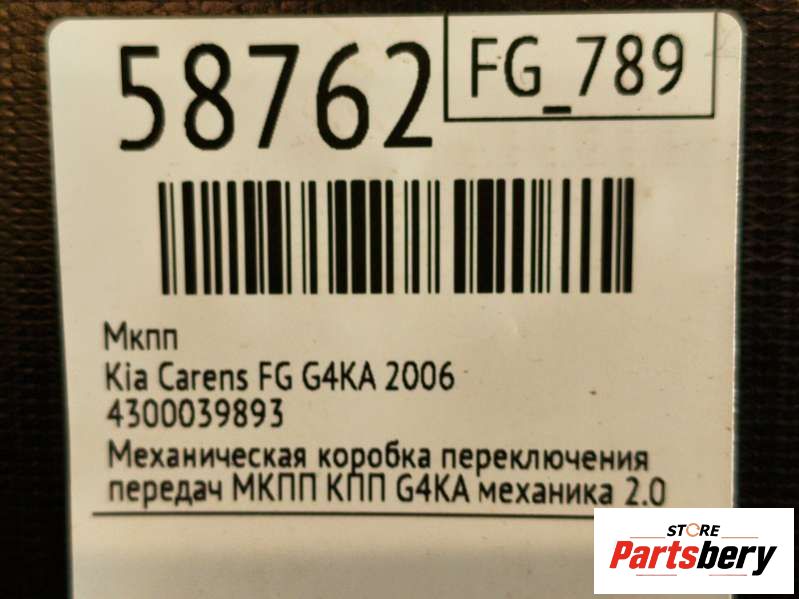 58762
FG_789
Мкпп
Kia Carens FG G4KA 2006
4300039893
Механическая коробка переключения
передач МКПП КПП G4KA механика 2.0
STORE
Partsbery